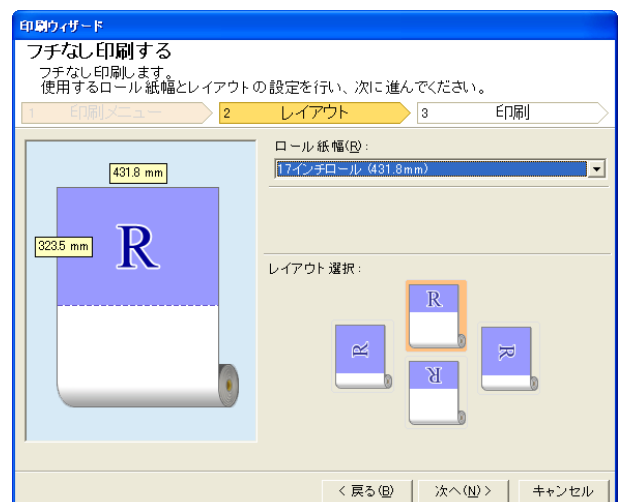 印刷ウィザード
フチなし印刷する
フチなし印刷します。
使用するロール紙幅とレイアウトの設定を行い、次に進んでください。
1 印刷メニュー 2 レイアウト 3 印刷
ロール紙幅(R):
17インチロール (431.8mm)
431.8 mm
323.5 mm
R
レイアウト選択:
R
R
R
R
< 戻る(B) 次へ(N) > キャンセル